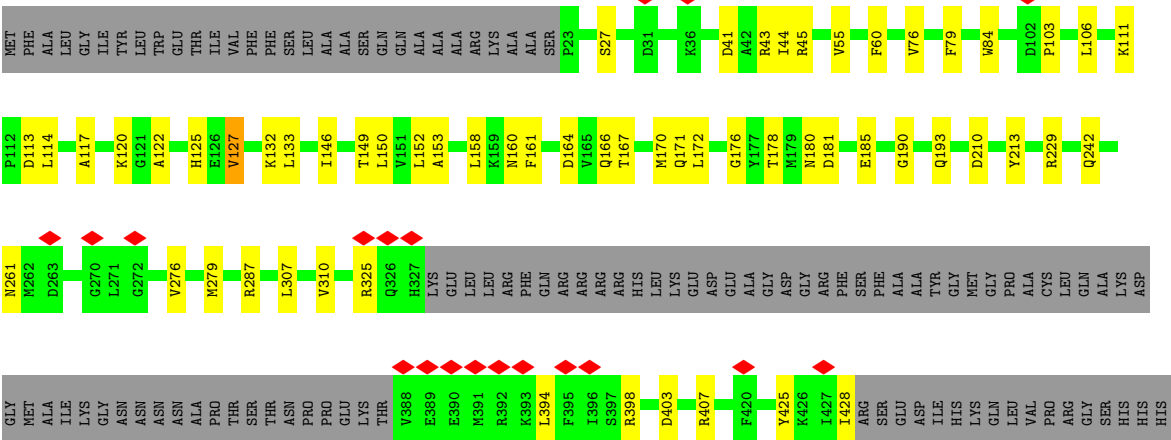 MET PHE ALA LEU GLY ILE TYR LEU TRP GLU THR ILE VAL PHE PHE SER LEU ALA ALA SER GLN GLN ALA ALA ALA ARG LYS ALA ALA SER P23 S27 D31 K36 D41 A42 R43 I44 R45 V55 F60 V76 F79 W84 D102 P103 L106 K111
P112 D113 L114 A117 K120 G121 A122 H125 E126 V127 K132 L133 I146 T149 L150 V151 L152 A153 L158 K159 N160 F161 D164 V165 Q166 T167 M170 Q171 L172 G176 Y177 T178 M179 N180 D181 E185 G190 Q193 D210 Y213 R229 Q242
N261 M262 D263 G270 L271 G272 V276 M279 R287 L307 V310 R325 Q326 H327 LYS GLU LEU LEU ARG PHE GLN ARG ARG ARG ARG HIS LEU LYS GLU ASP GLU ALA GLY ASP GLY ARG PHE SER PHE ALA ALA TYR GLY MET GLY PRO ALA CYS LEU GLN ALA LYS ASP
GLY MET ALA ILE LYS GLY ASN ASN ASN ASN ALA PRO THR SER THR ASN PRO PRO GLU LYS THR V388 E389 E390 M391 R392 K393 L394 F395 I396 S397 R398 D403 R407 F420 Y425 K426 I427 I428 ARG SER GLU ASP ILE HIS LYS GLN LEU VAL PRO ARG GLY SER HIS HIS HIS